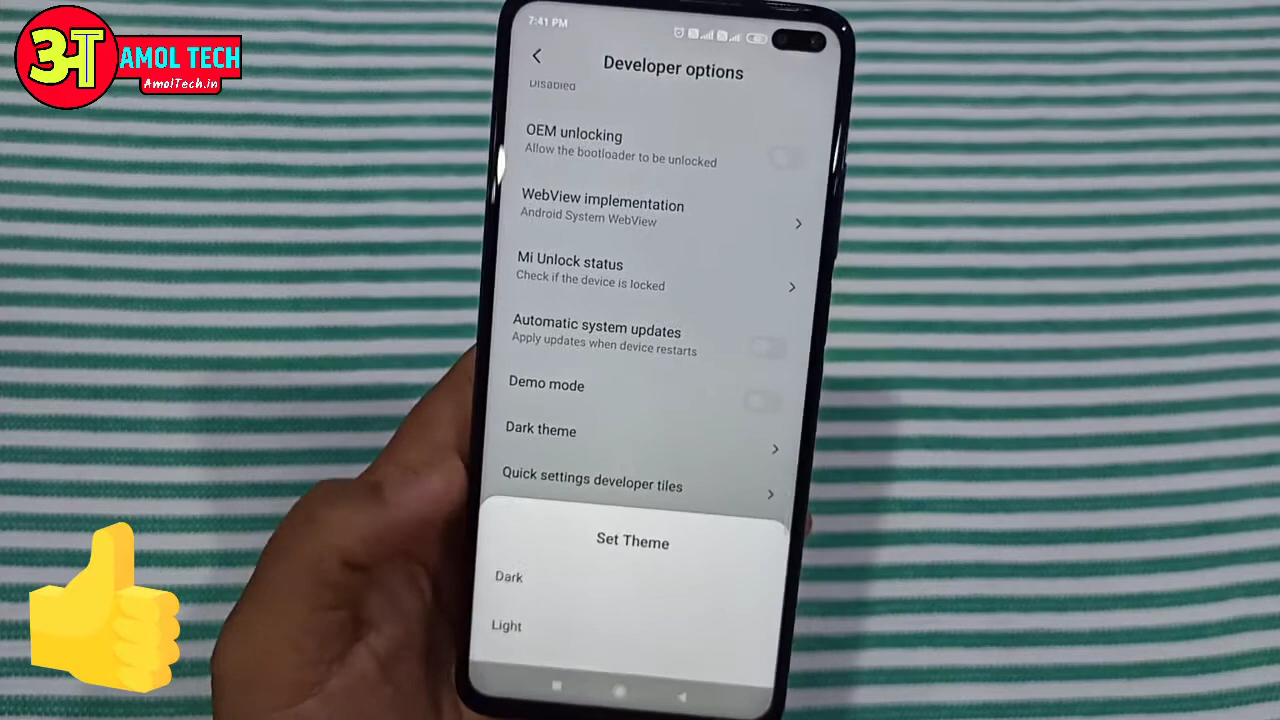 अ
AMOL TECH
AmolTech.in
7:41 PM
Developer options
Disabled
OEM unlocking
Allow the bootloader to be unlocked
WebView implementation
Android System WebView
Mi Unlock status
Check if the device is locked
Automatic system updates
Apply updates when device restarts
Demo mode
Dark theme
Quick settings developer tiles
Set Theme
Dark
Light